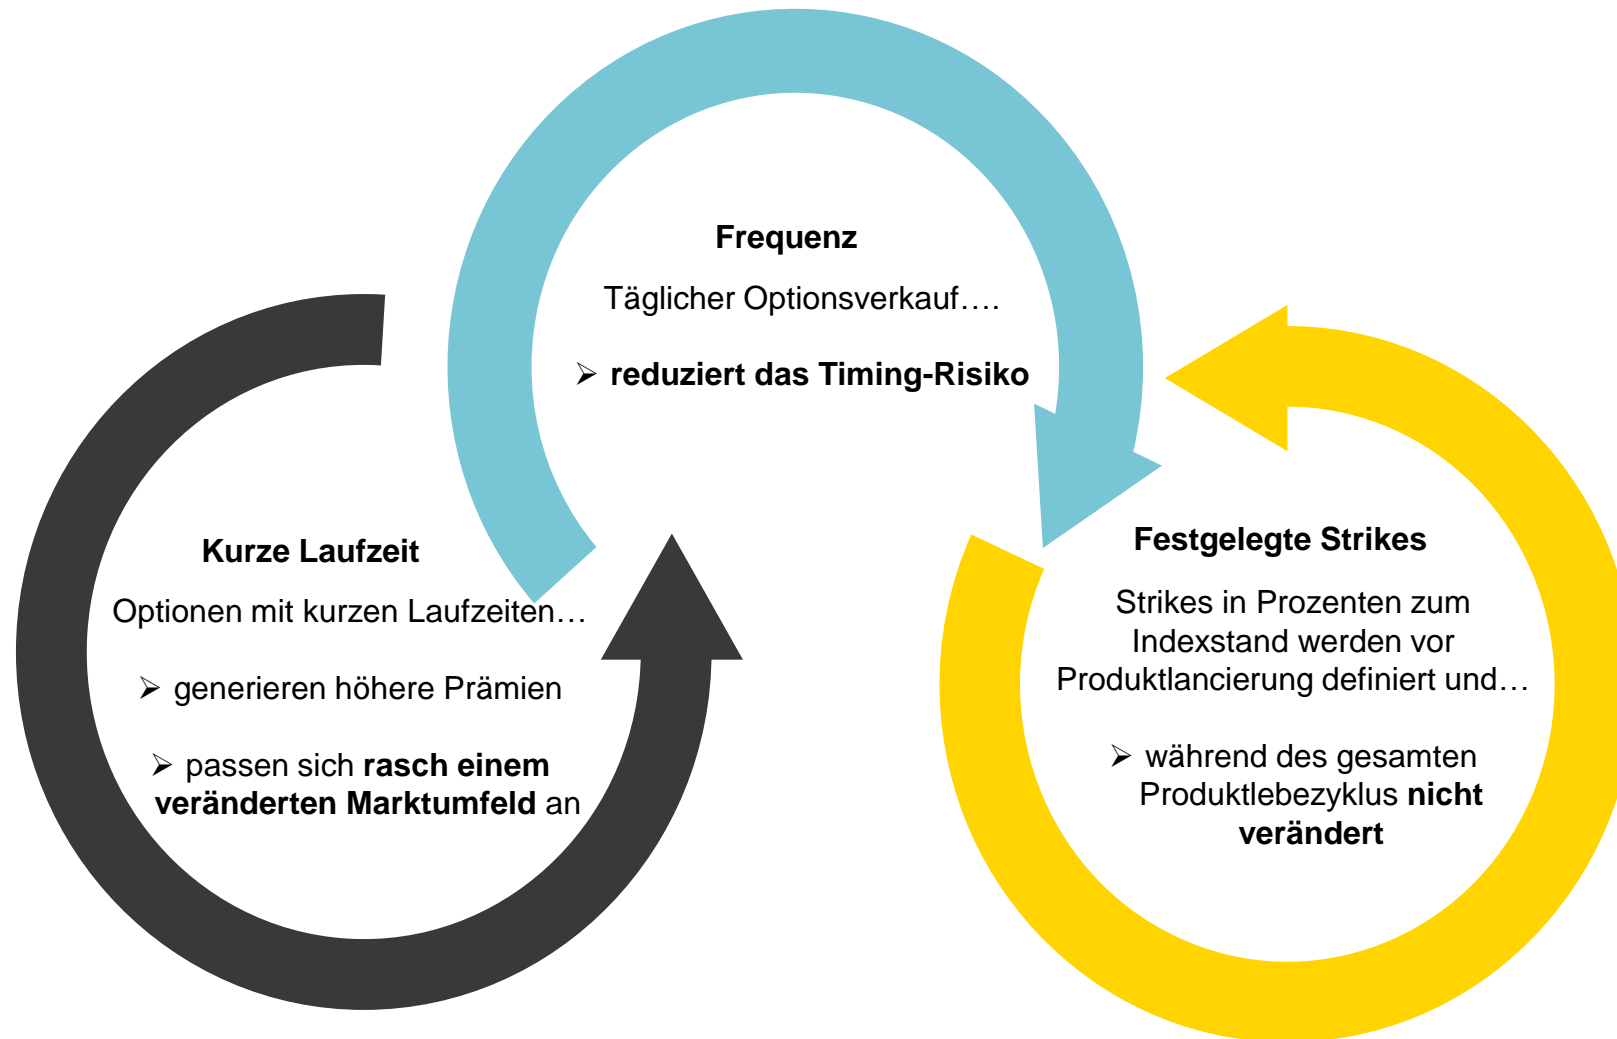 Kurze Laufzeit
Optionen mit kurzen Laufzeiten…
➢ generieren höhere Prämien
➢ passen sich rasch einem
veränderten Marktumfeld an
Frequenz
Täglicher Optionsverkauf….
➢ reduziert das Timing-Risiko
Festgelegte Strikes
Strikes in Prozenten zum
Indexstand werden vor
Produktlancierung definiert und…
➢ während des gesamten
Produktlebezyklus nicht
verändert